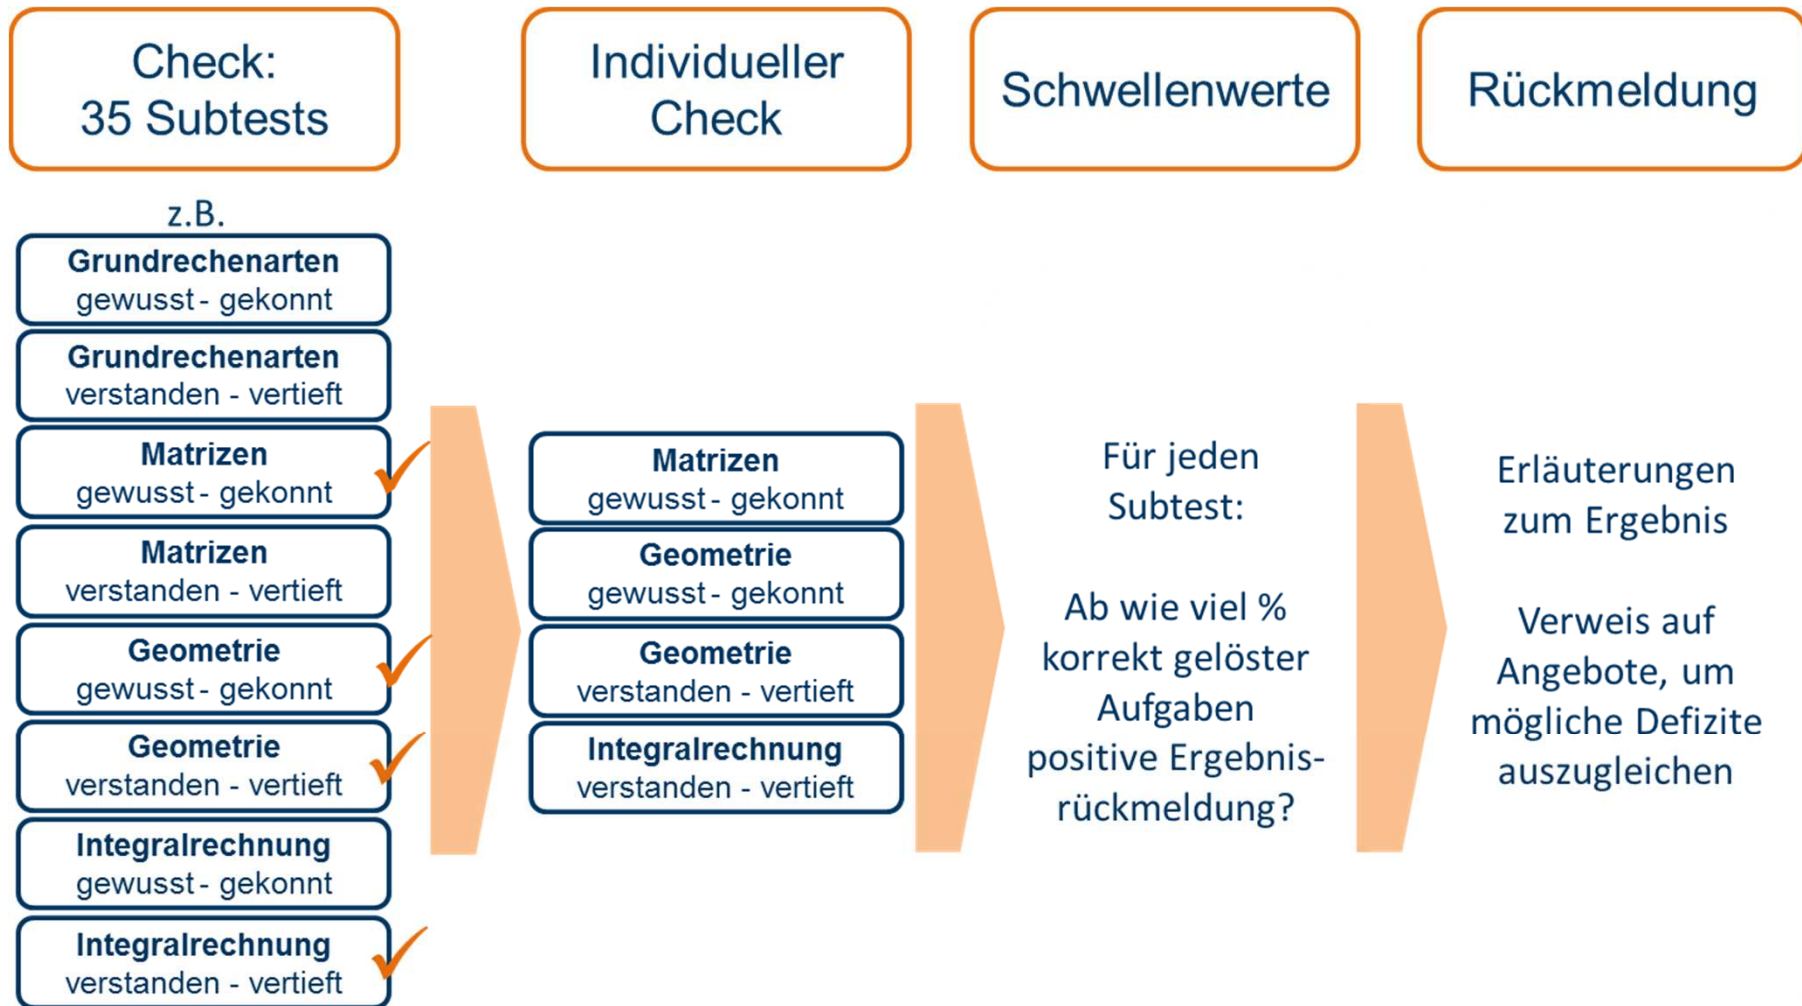 Check:
35 Subtests
Individueller
Check
Schwellenwerte
Rückmeldung
z.B.
Grundrechenarten
gewusst - gekonnt
Grundrechenarten
verstanden - vertieft
Matrizen
gewusst - gekonnt
Matrizen
verstanden - vertieft
Geometrie
gewusst - gekonnt
Geometrie
verstanden - vertieft
Integralrechnung
gewusst - gekonnt
Integralrechnung
verstanden - vertieft
Matrizen
gewusst - gekonnt
Geometrie
gewusst - gekonnt
Geometrie
verstanden - vertieft
Integralrechnung
verstanden - vertieft
Für jeden
Subtest:
Ab wie viel %
korrekt gelöster
Aufgaben
positive Ergebnis-
rückmeldung?
Erläuterungen
zum Ergebnis
Verweis auf
Angebote, um
mögliche Defizite
auszugleichen